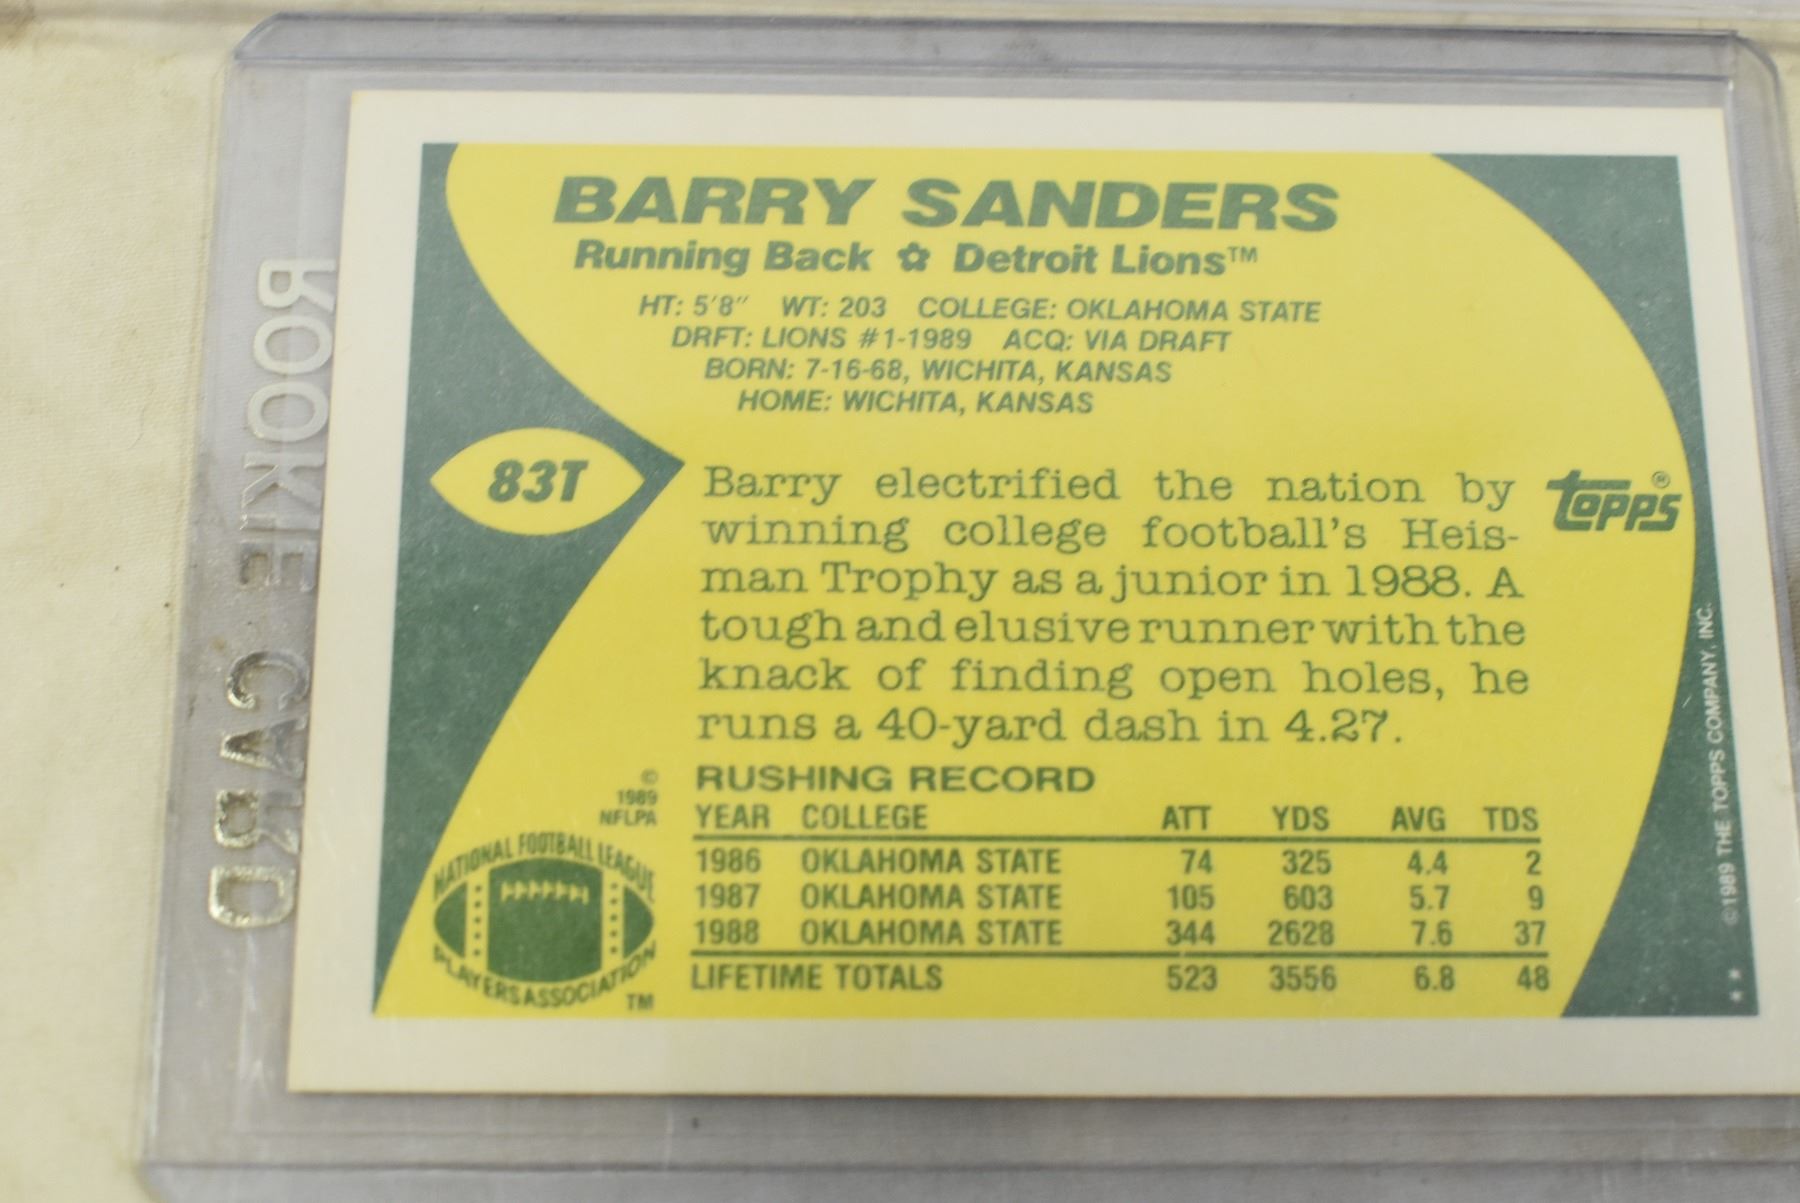 BARRY SANDERS
Running Back ✿ Detroit Lions™
HT: 5'8" WT: 203 COLLEGE: OKLAHOMA STATE
DRFT: LIONS #1-1989 ACQ: VIA DRAFT
BORN: 7-16-68, WICHITA, KANSAS
HOME: WICHITA, KANSAS
83T
Barry electrified the nation by
winning college football's Heis-
man Trophy as a junior in 1988. A
tough and elusive runner with the
knack of finding open holes, he
runs a 40-yard dash in 4.27.
TOPPS®
RUSHING RECORD
YEAR COLLEGE ATT YDS AVG TDS
1986 OKLAHOMA STATE 74 325 4.4 2
1987 OKLAHOMA STATE 105 603 5.7 9
1988 OKLAHOMA STATE 344 2628 7.6 37
LIFETIME TOTALS 523 3556 6.8 48
©
1989
NFLPA
NATIONAL FOOTBALL LEAGUE
PLAYERS ASSOCIATION
TM
©1989 THE TOPPS COMPANY, INC.
**
ROOKIE CARD